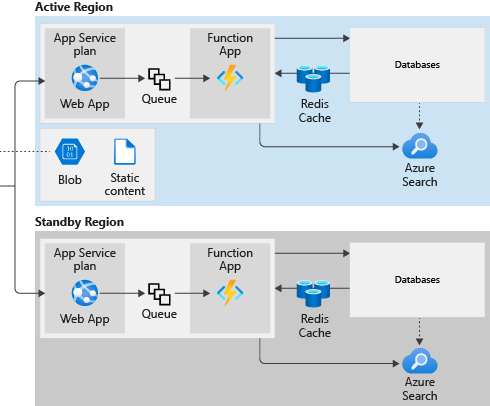 Active Region
App Service
plan
Web App
Queue
Function
App
Redis
Cache
Databases
Azure
Search
Blob
Static
content
Standby Region
App Service
plan
Web App
Queue
Function
App
Redis
Cache
Databases
Azure
Search